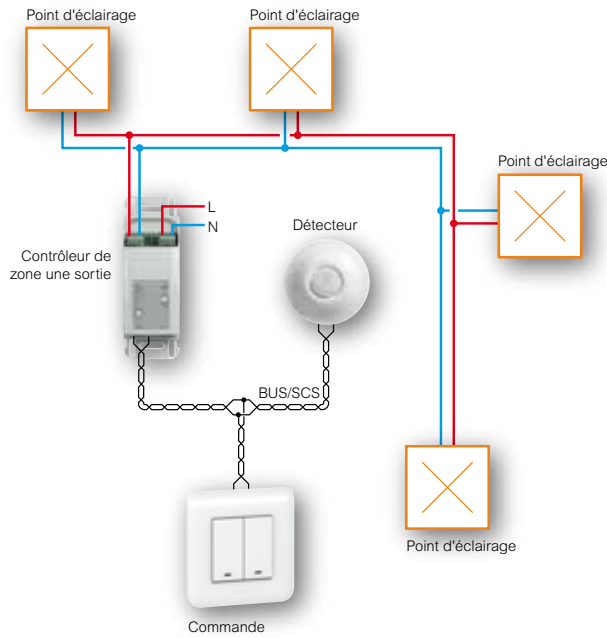 Point d'éclairage
Point d'éclairage
Point d'éclairage
L
N
Détecteur
Contrôleur de
zone une sortie
BUS/SCS
Point d'éclairage
Commande